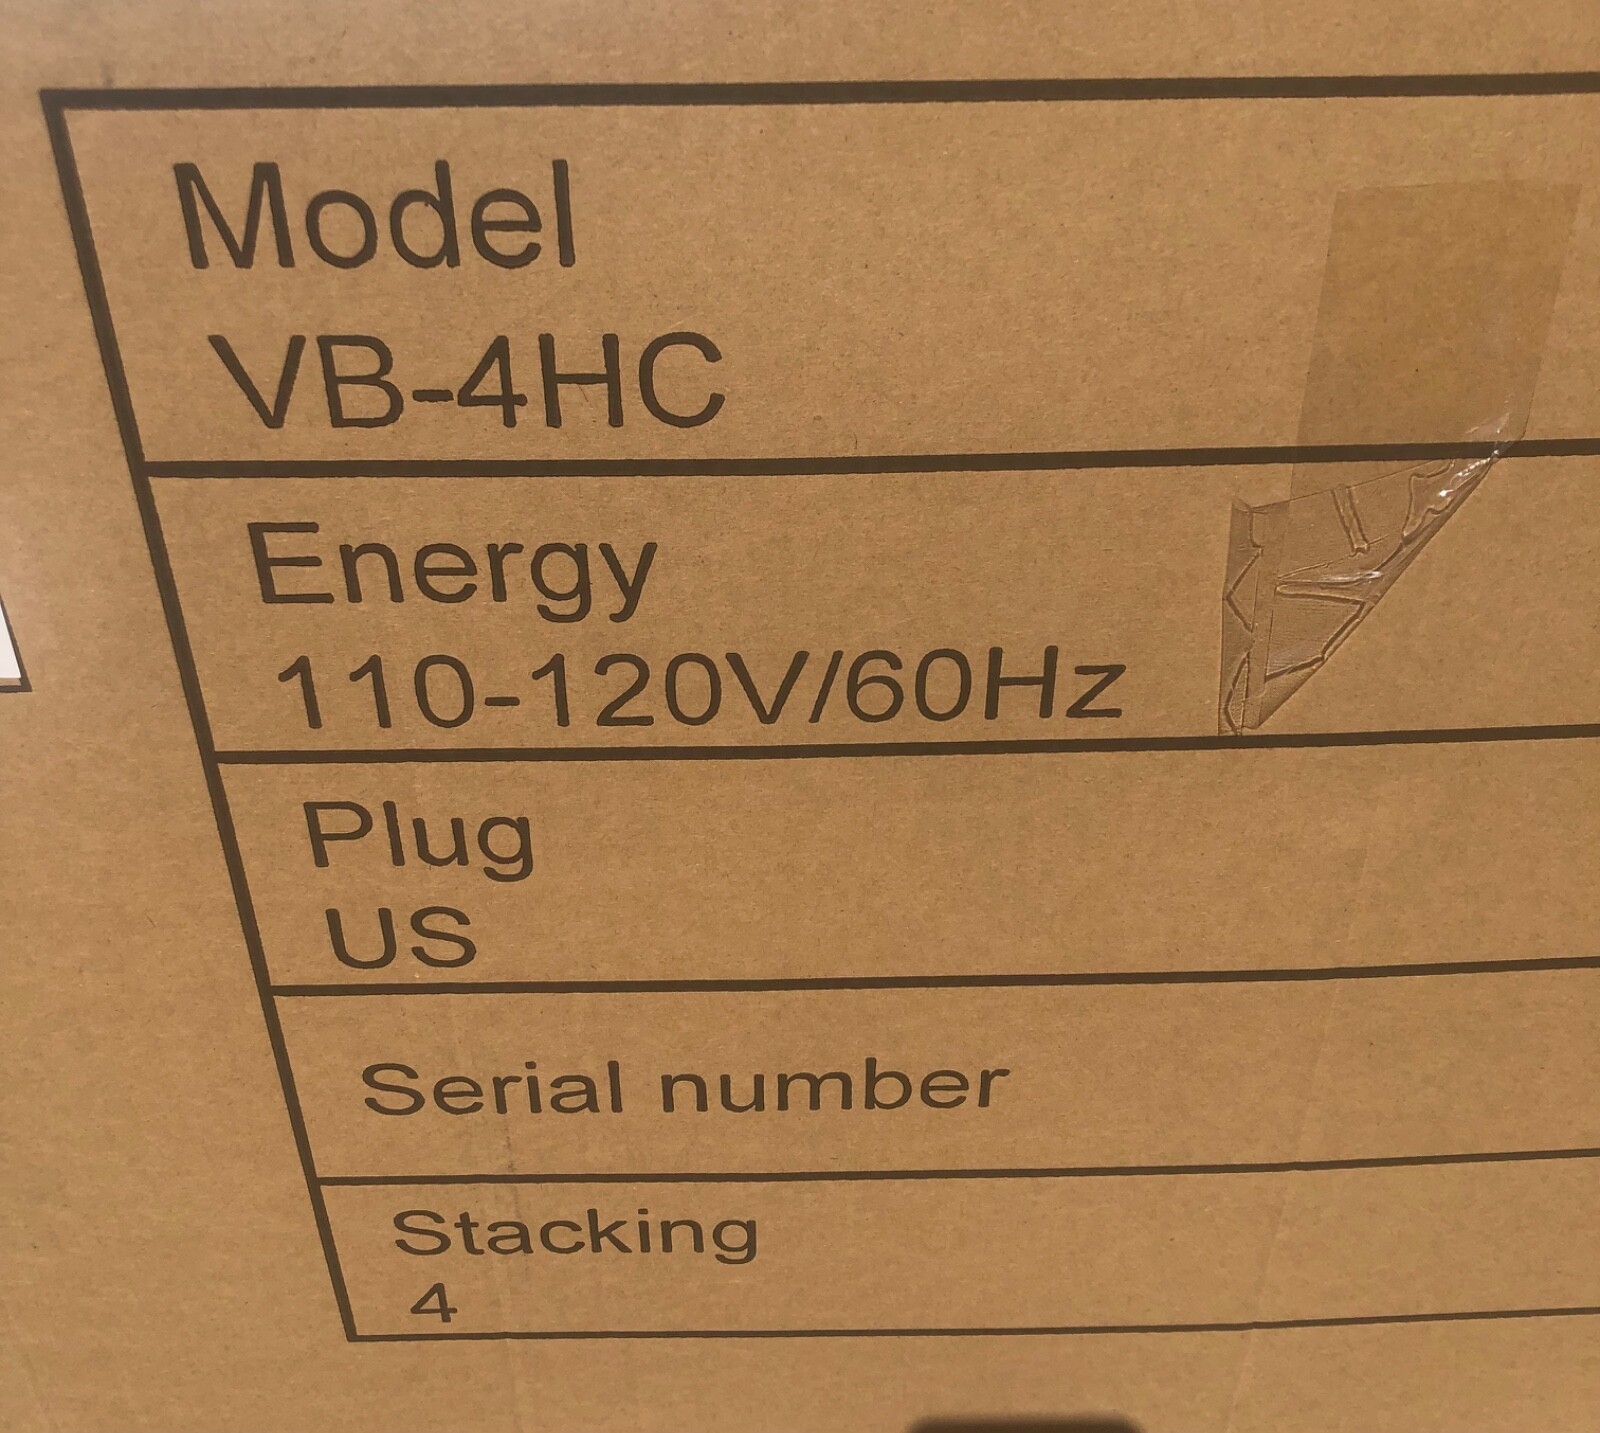 Model
VB-4HC
Energy
110-120V/60Hz
Plug
US
Serial number
Stacking
4